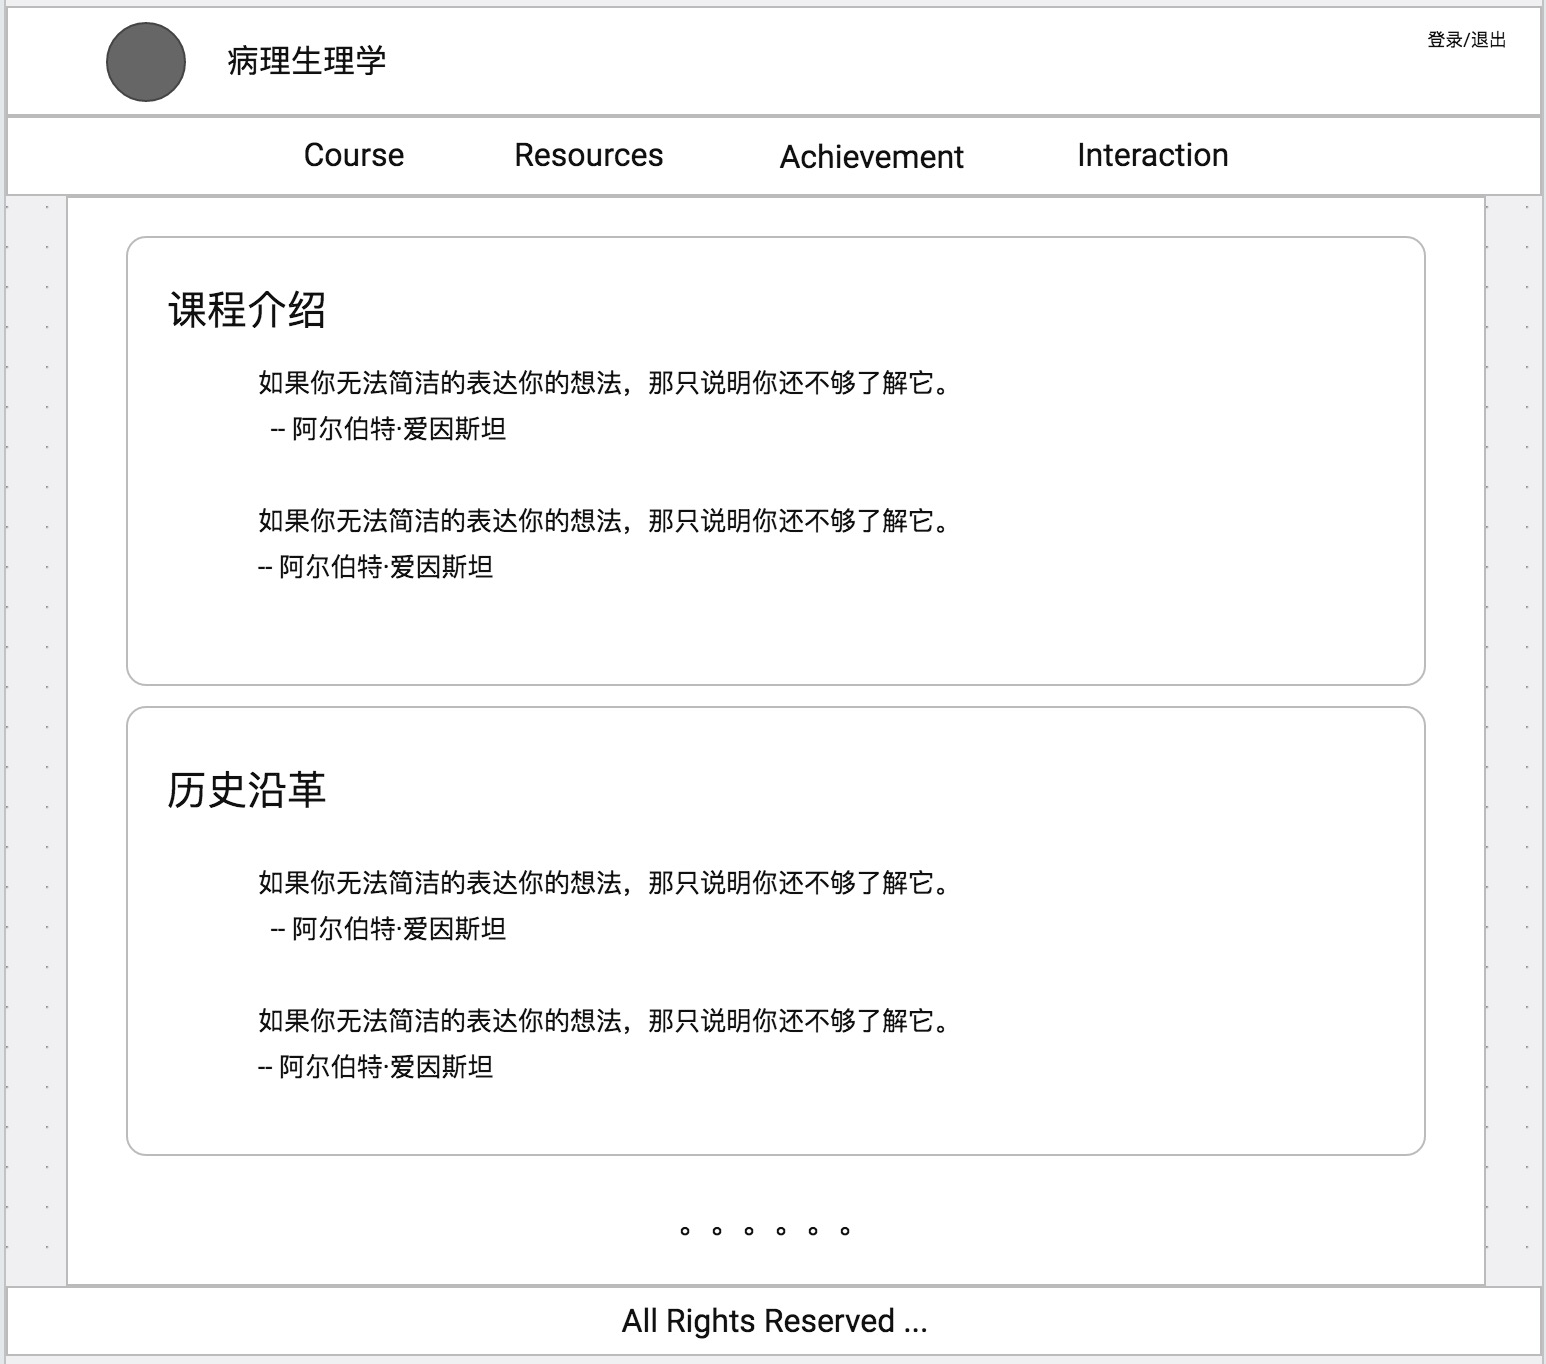 病理生理学
登录/退出
Course Resources Achievement Interaction
课程介绍
如果你无法简洁的表达你的想法，那只说明你还不够了解它。
-- 阿尔伯特·爱因斯坦
如果你无法简洁的表达你的想法，那只说明你还不够了解它。
-- 阿尔伯特·爱因斯坦
历史沿革
如果你无法简洁的表达你的想法，那只说明你还不够了解它。
-- 阿尔伯特·爱因斯坦
如果你无法简洁的表达你的想法，那只说明你还不够了解它。
-- 阿尔伯特·爱因斯坦
。。。。。。
All Rights Reserved ...